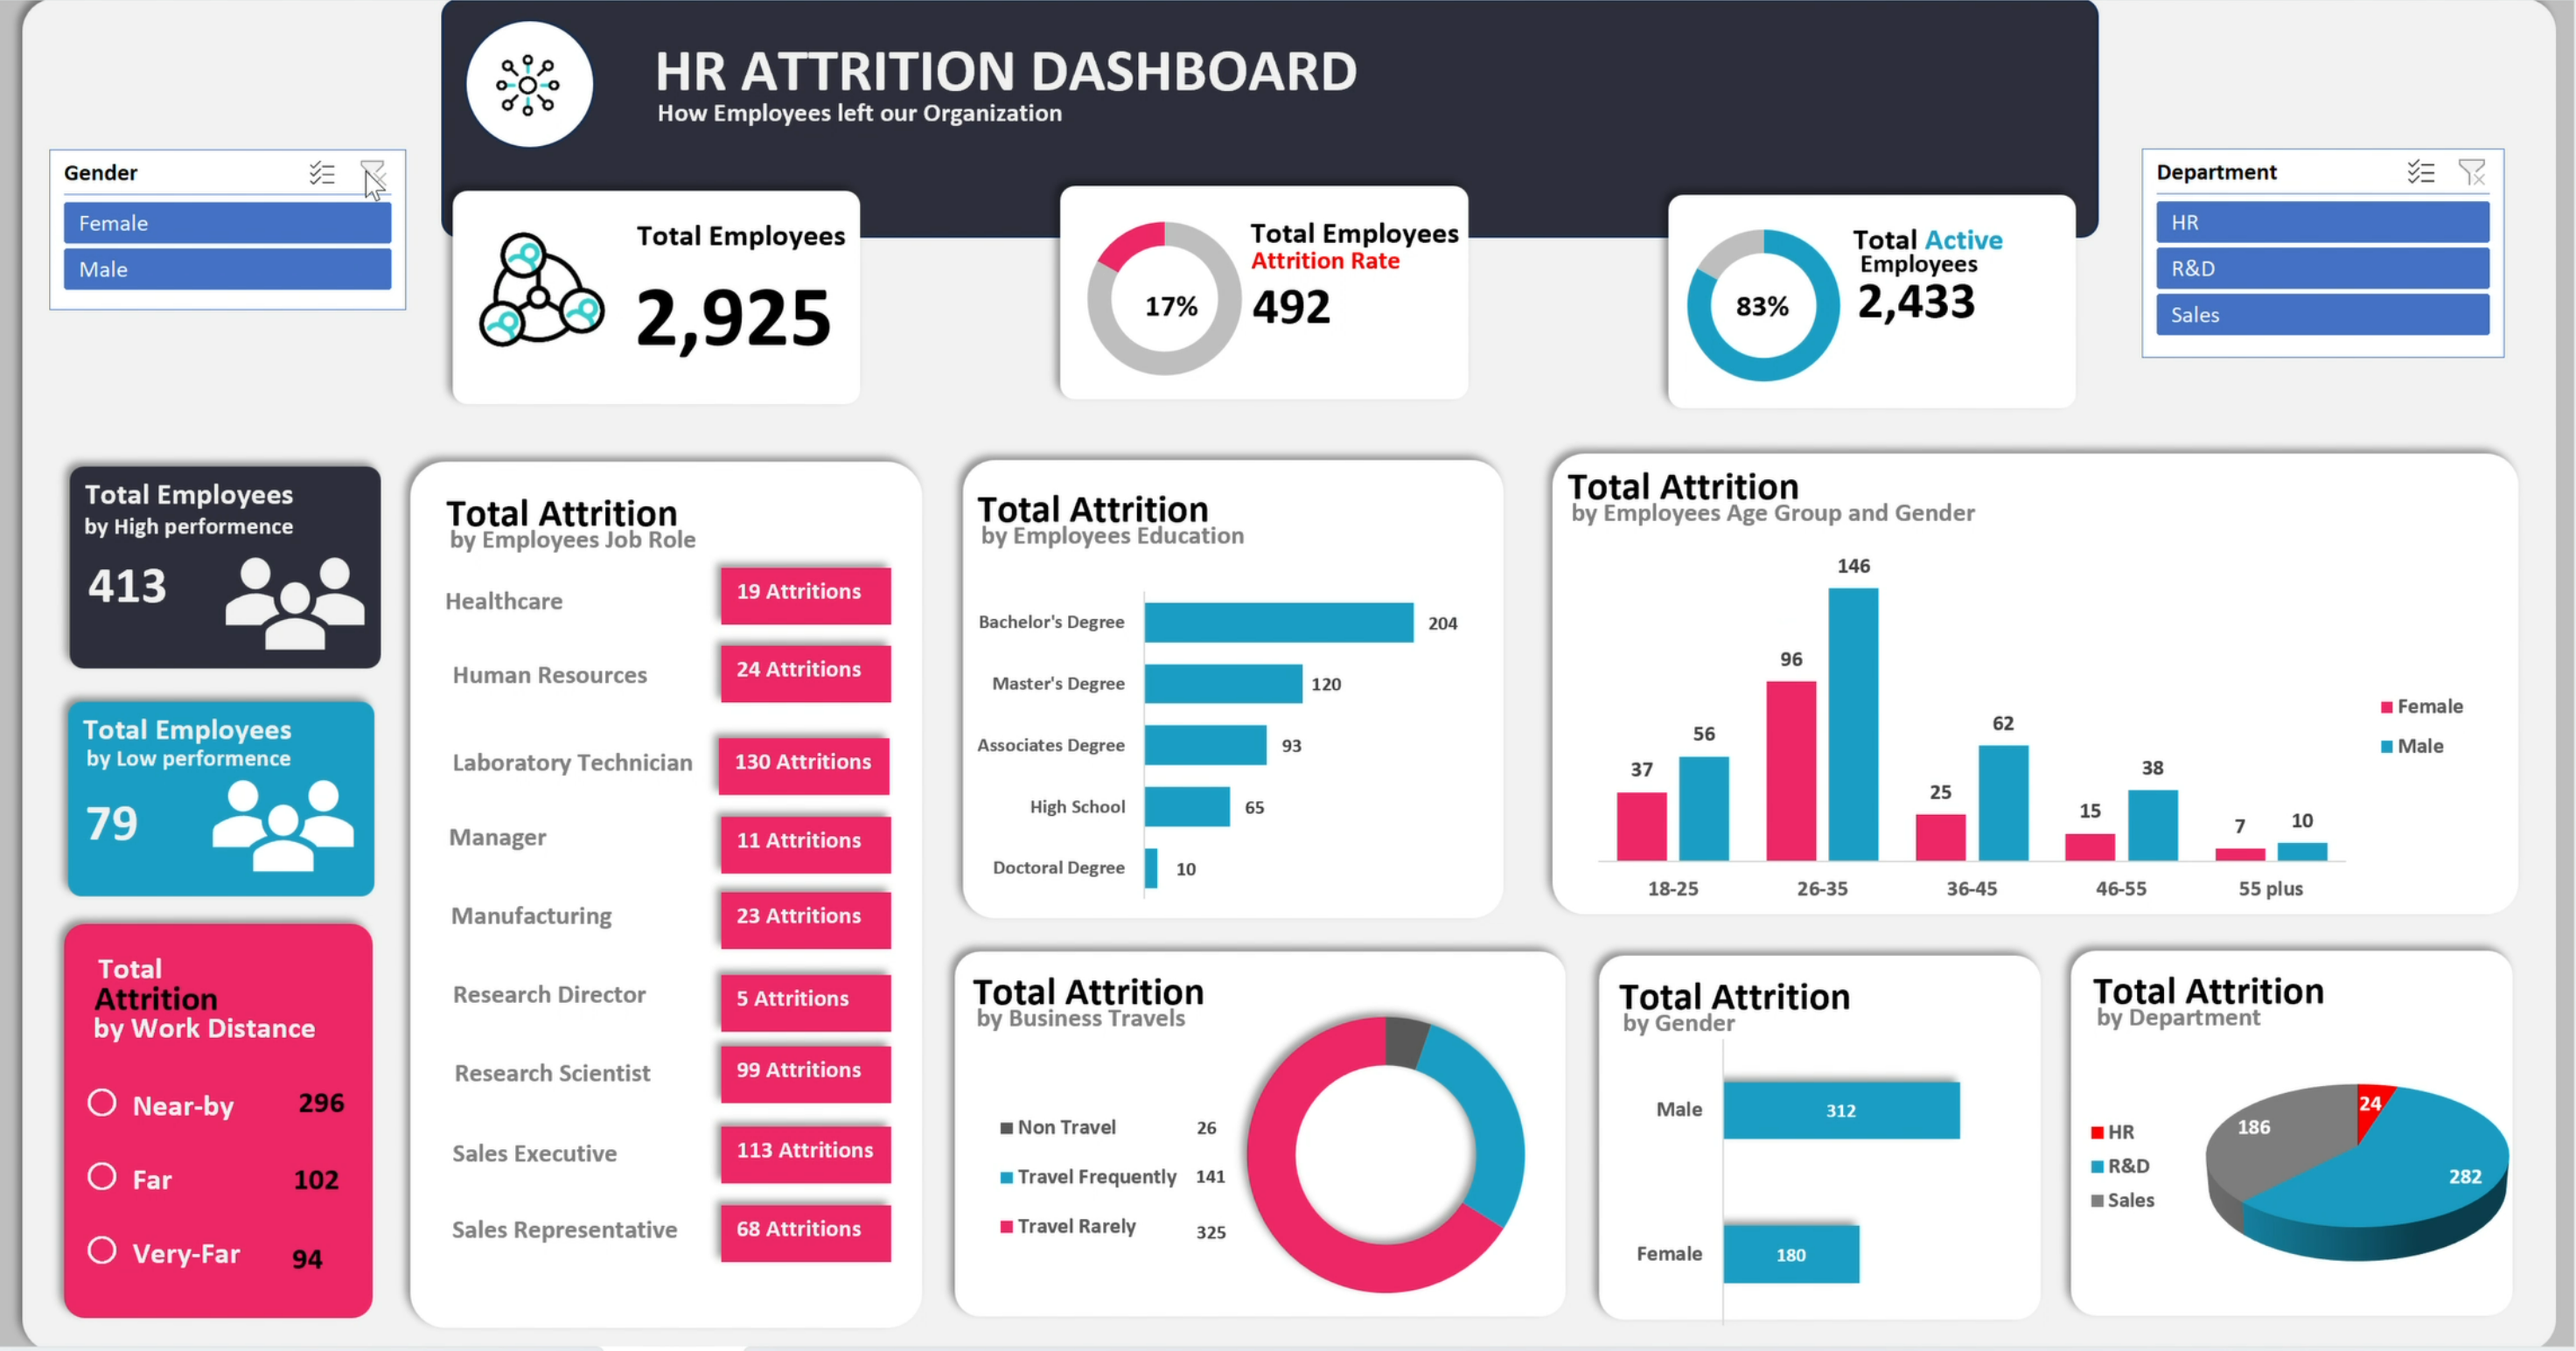 HR ATTRITION DASHBOARD
How Employees left our Organization
Gender
Female
Male
Total Employees
2,925
Total Employees
Attrition Rate
17%
492
Total Active
Employees
83%
2,433
Department
HR
R&D
Sales
Total Employees
by High performence
413
Total Employees
by Low performence
79
Total
Attrition
by Work Distance
Near-by 296
Far 102
Very-Far 94
Total Attrition
by Employees Job Role
Healthcare 19 Attritions
Human Resources 24 Attritions
Laboratory Technician 130 Attritions
Manager 11 Attritions
Manufacturing 23 Attritions
Research Director 5 Attritions
Research Scientist 99 Attritions
Sales Executive 113 Attritions
Sales Representative 68 Attritions
Total Attrition
by Employees Education
Bachelor's Degree 204
Master's Degree 120
Associates Degree 93
High School 65
Doctoral Degree 10
Total Attrition
by Employees Age Group and Gender
146
96
62
56
37
38
25
15
7
10
18-25 26-35 36-45 46-55 55 plus
Female
Male
Total Attrition
by Business Travels
Non Travel 26
Travel Frequently 141
Travel Rarely 325
Total Attrition
by Gender
Male 312
Female 180
Total Attrition
by Department
HR
R&D
Sales
24
186
282